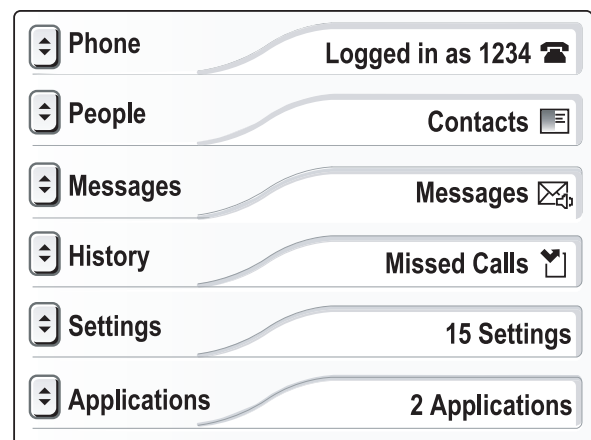 Phone
Logged in as 1234
People
Contacts
Messages
Messages
History
Missed Calls
Settings
15 Settings
Applications
2 Applications